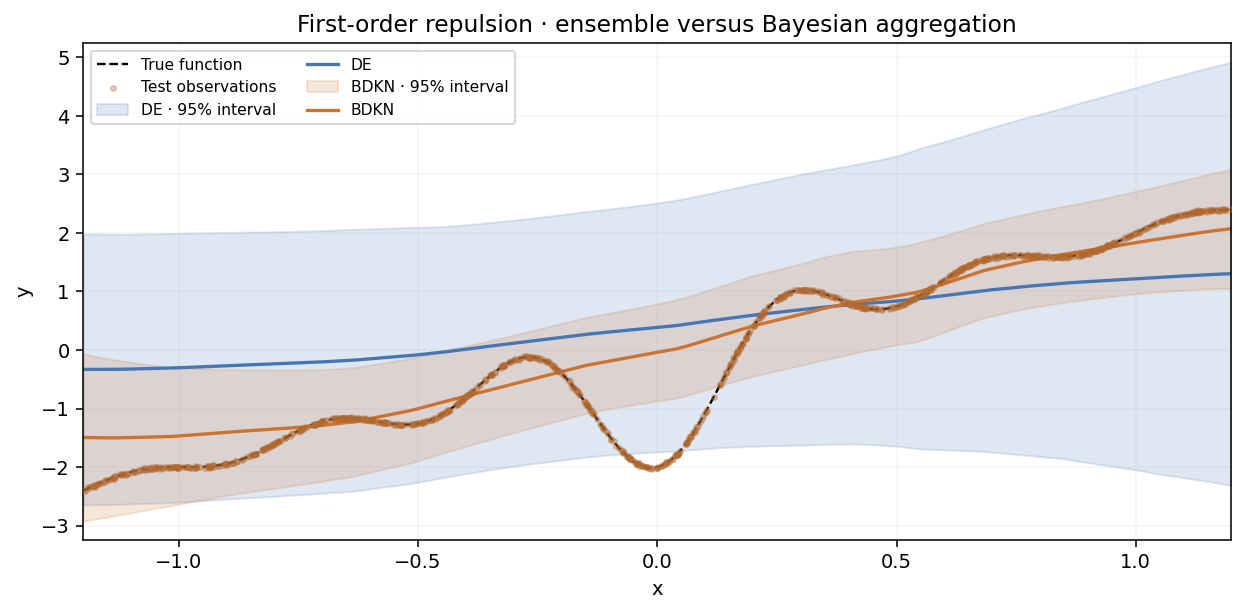 First-order repulsion · ensemble versus Bayesian aggregation
True function
Test observations
DE · 95% interval
DE
BDKN · 95% interval
BDKN
5
4
3
2
1
0
−1
−2
−3
y
−1.0
−0.5
0.0
0.5
1.0
x